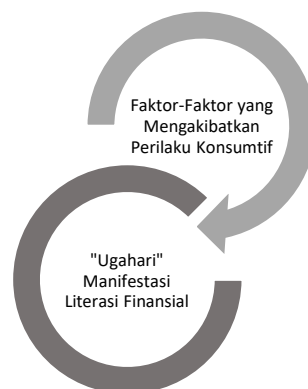 Faktor-Faktor yang
Mengakibatkan
Perilaku Konsumtif
"Ugahari"
Manifestasi
Literasi Finansial